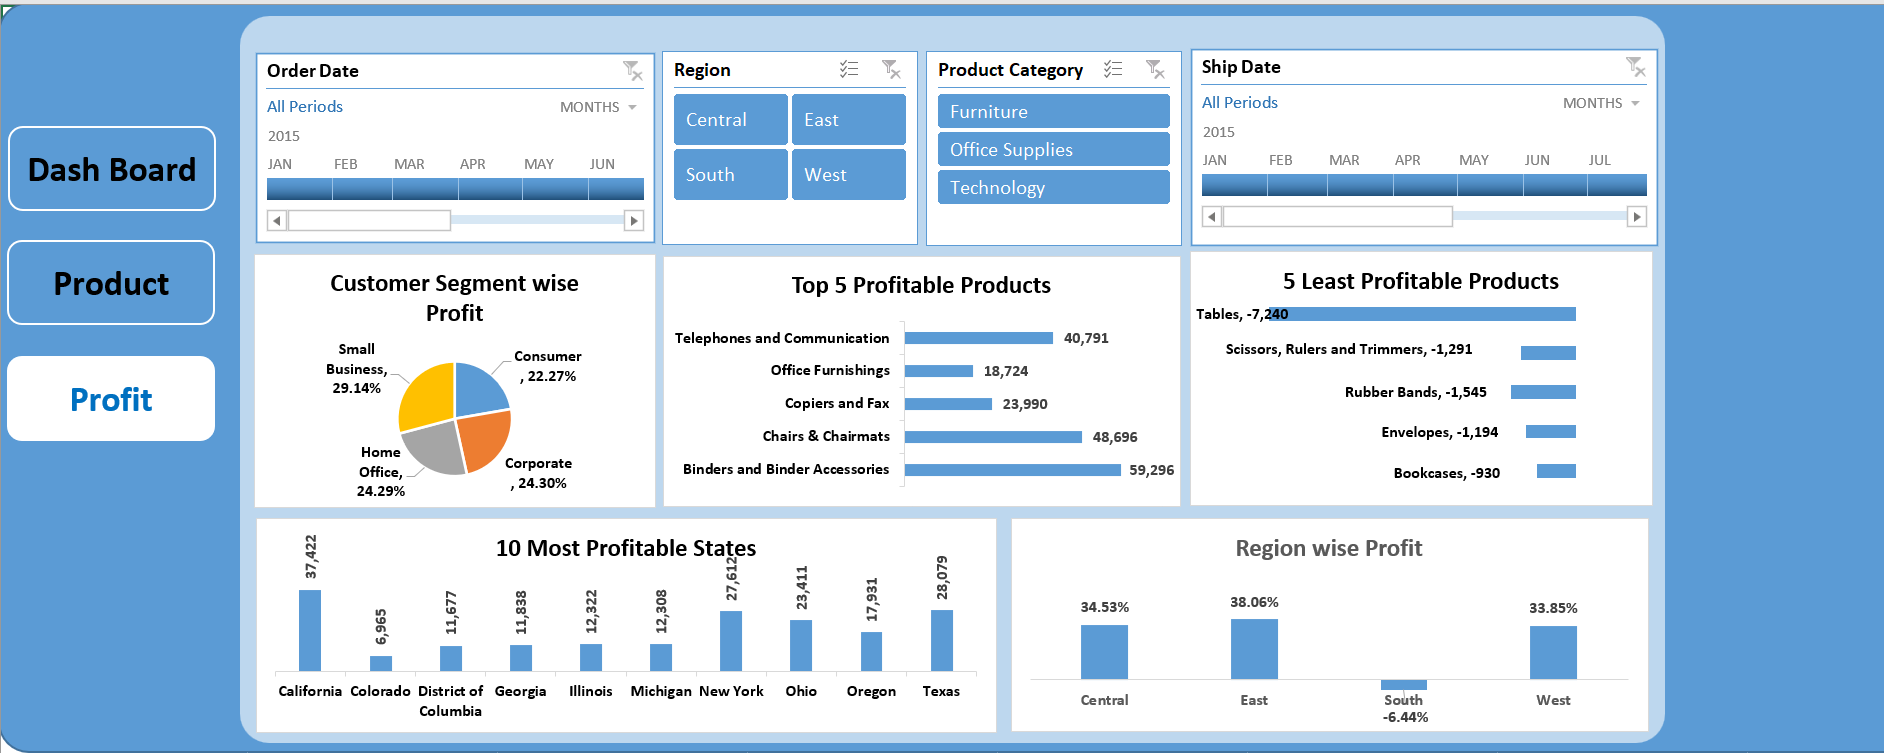 Dash Board
Product
Profit
Order Date
All Periods
MONTHS
2015
JAN FEB MAR APR MAY JUN
Region
Central East
South West
Product Category
Furniture
Office Supplies
Technology
Ship Date
All Periods
MONTHS
2015
JAN FEB MAR APR MAY JUN JUL
Customer Segment wise
Profit
Small
Business,
29.14%
Consumer
, 22.27%
Home
Office,
24.29%
Corporate
, 24.30%
Top 5 Profitable Products
Telephones and Communication 40,791
Office Furnishings 18,724
Copiers and Fax 23,990
Chairs & Chairmats 48,696
Binders and Binder Accessories 59,296
5 Least Profitable Products
Tables, -7,240
Scissors, Rulers and Trimmers, -1,291
Rubber Bands, -1,545
Envelopes, -1,194
Bookcases, -930
10 Most Profitable States
37,422 6,965 11,677 11,838 12,322 12,308 27,612 23,411 17,931 28,079
California Colorado District of Georgia Illinois Michigan New York Ohio Oregon Texas
Columbia
Region wise Profit
34.53% 38.06% 33.85%
Central East South West
-6.44%